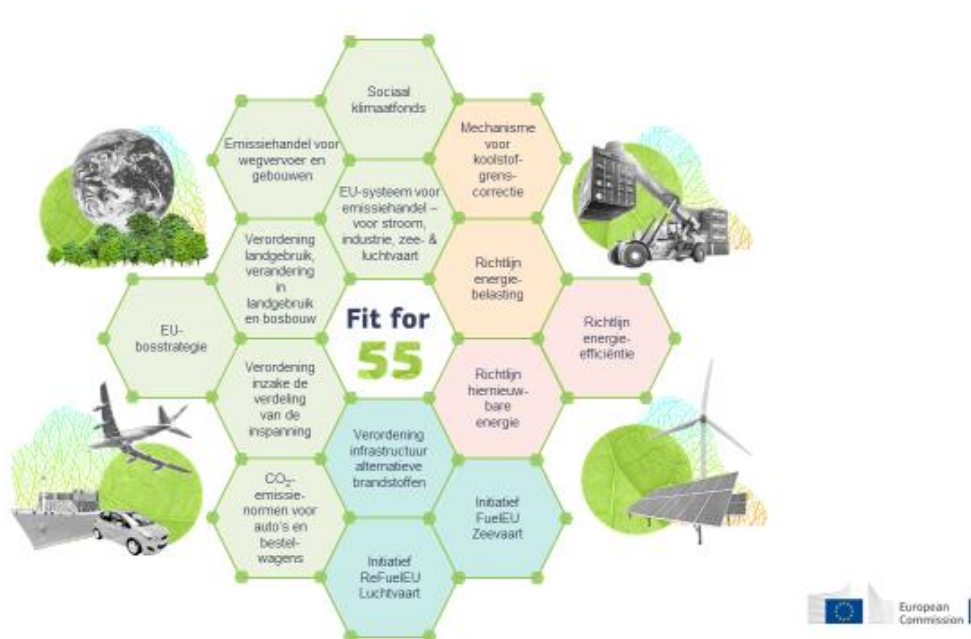 Sociaal
klimaatfonds
Emissiehandel voor
wegvervoer en
gebouwen
Mechanisme
voor
koolstof-
grens-
correctie
EU-systeem voor
emissiehandel –
voor stroom,
industrie, zee- &
luchtvaart
Verordening
landgebruik,
verandering
in
landgebruik
en bosbouw
Richtlijn
energie-
belasting
EU-
bosstrategie
Fit for
55
Richtlijn
energie-
efficiëntie
Verordening
inzake de
verdeling
van de
inspanning
Richtlijn
hiernieuw-
bare
energie
Verordening
infrastructuur
alternatieve
brandstoffen
CO₂-
emissie-
normen voor
auto's en
bestel-
wagens
Initiatief
FuelEU
Zeevaart
Initiatief
ReFuelEU
Luchtvaart
European
Commission